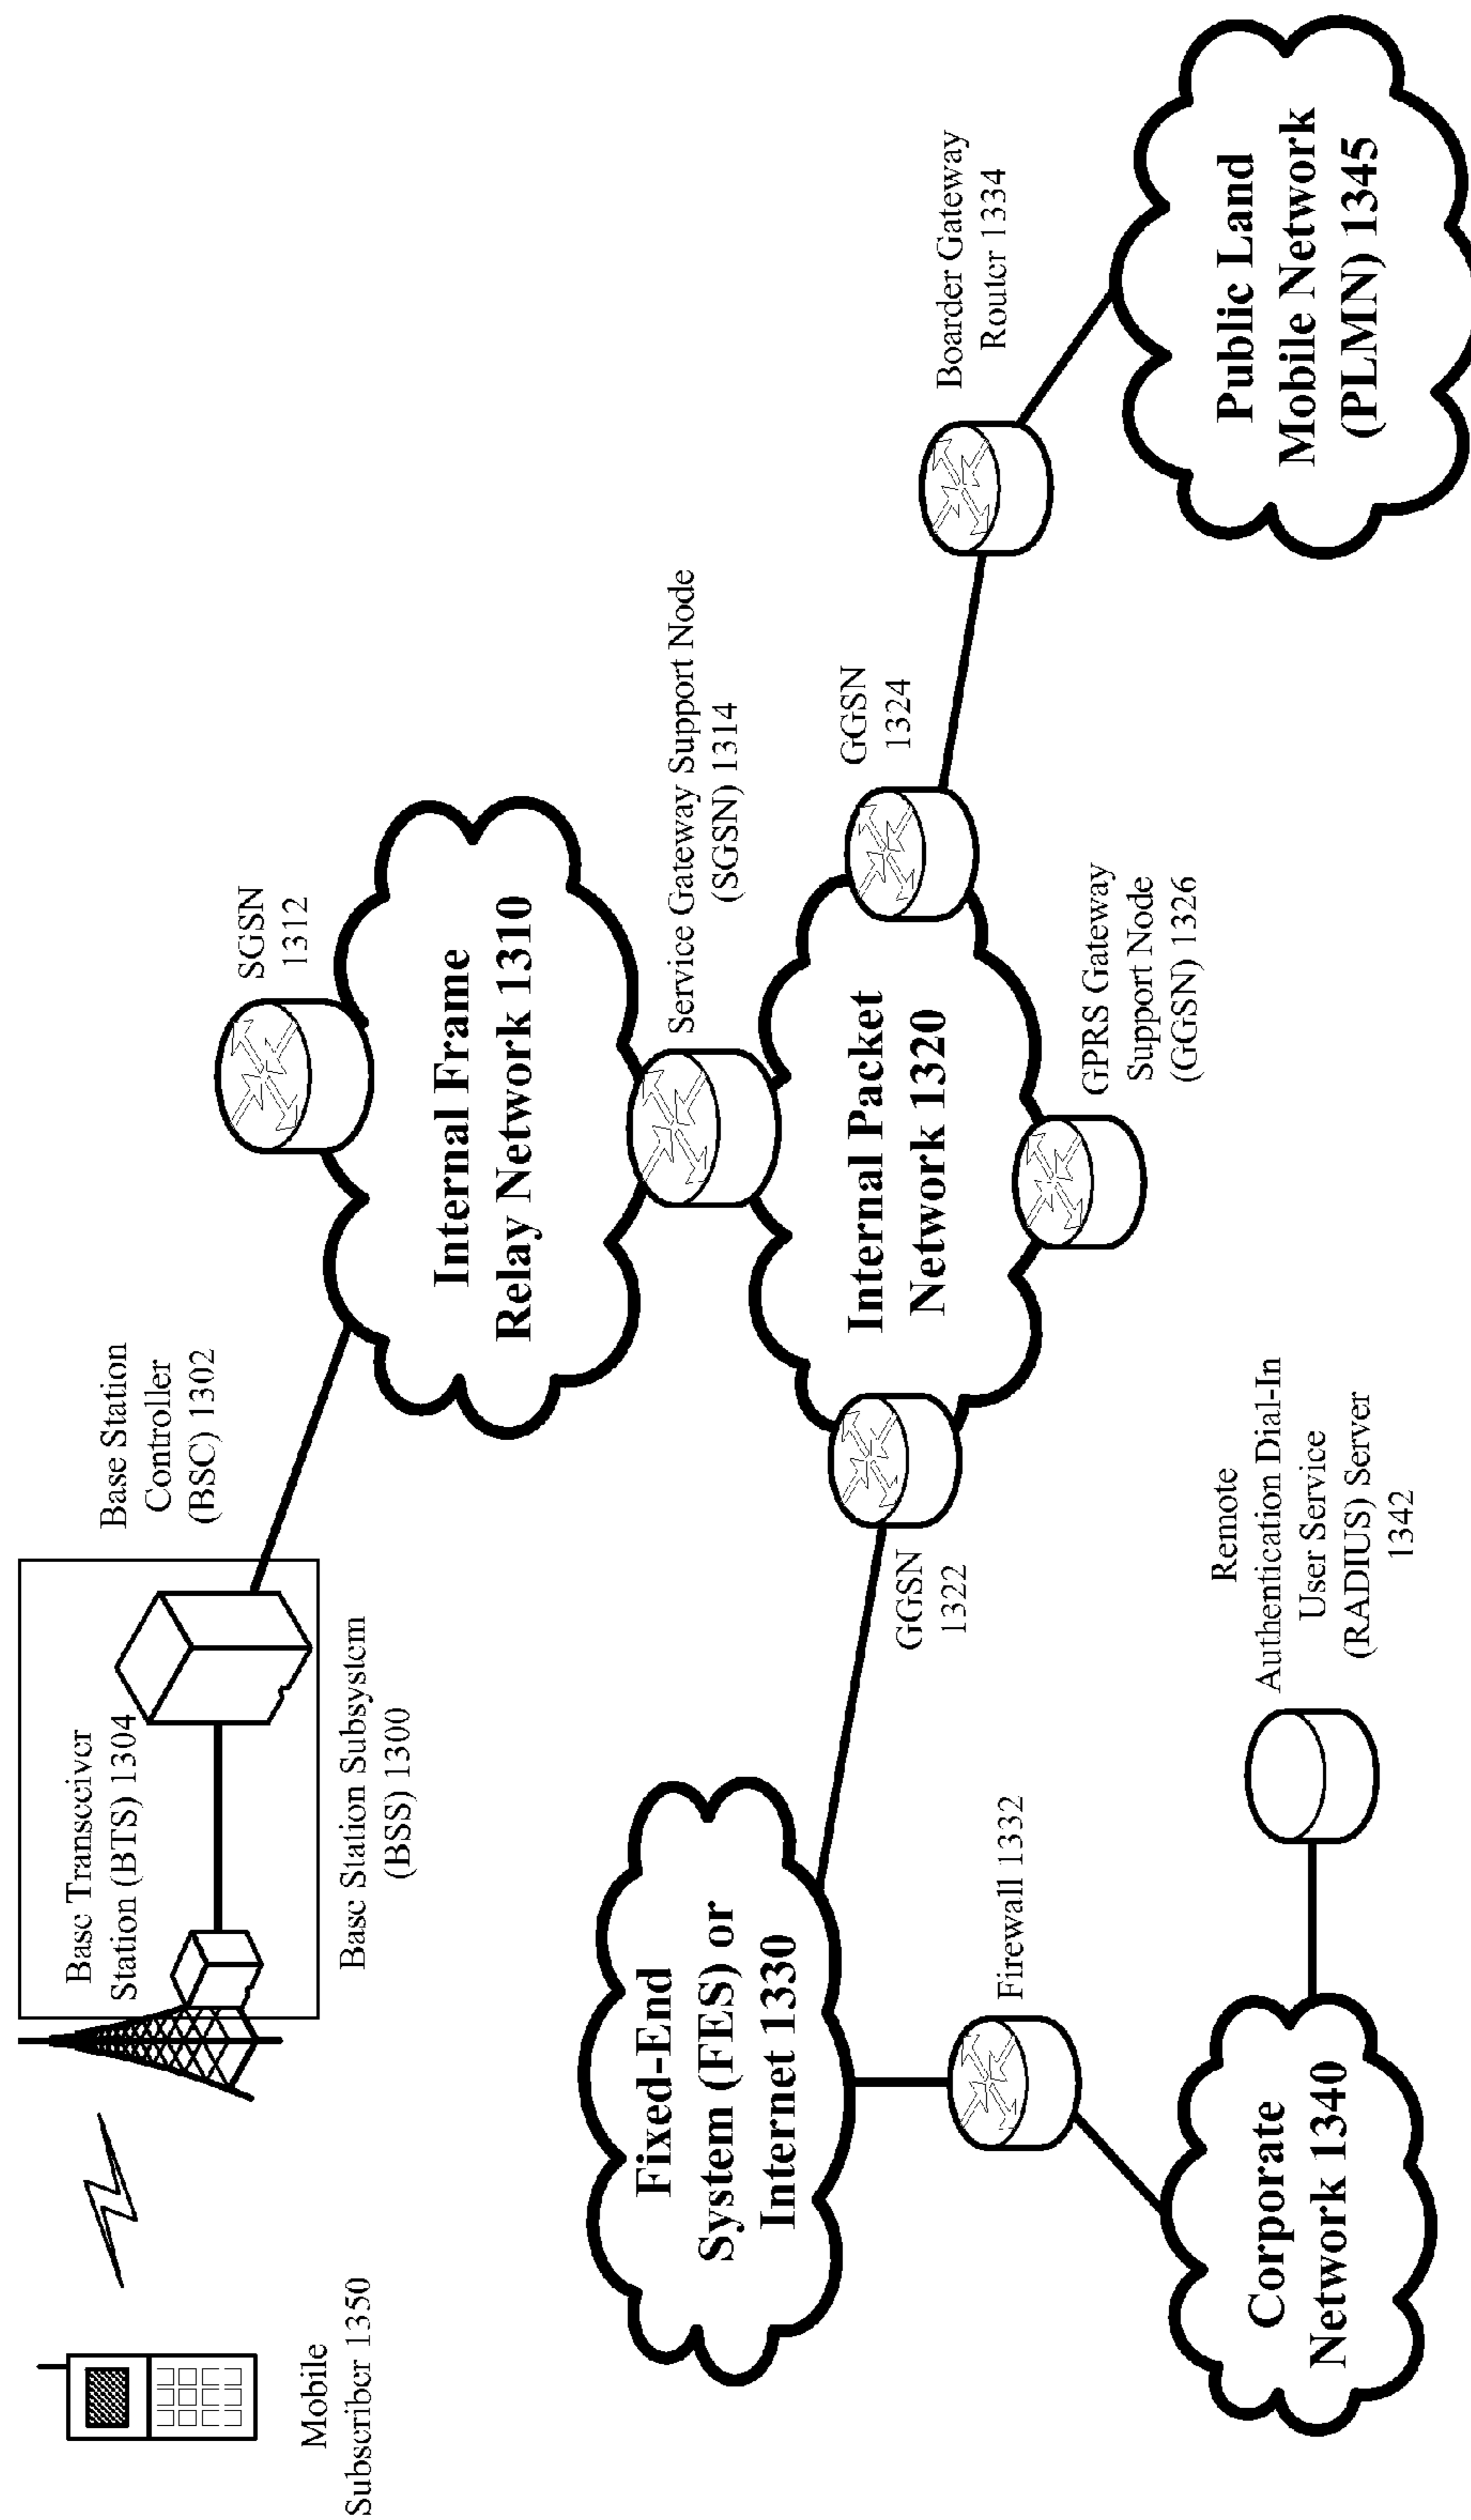 Base Transceiver
Station (BTS) 1304
Base Station
Controller
(BSC) 1302
Mobile
Subscriber 1350
Base Station Subsystem
(BSS) 1300
SGSN
1312
Internal Frame
Relay Network 1310
Service Gateway Support Node
(SGSN) 1314
Fixed-End
System (FES) or
Internet 1330
GGSN
1322
Internal Packet
Network 1320
GGSN
1324
Boarder Gateway
Router 1334
Firewall 1332
GPRS Gateway
Support Node
(GGSN) 1326
Corporate
Network 1340
Remote
Authentication Dial-In
User Service
(RADIUS) Server
1342
Public Land
Mobile Network
(PLMN) 1345